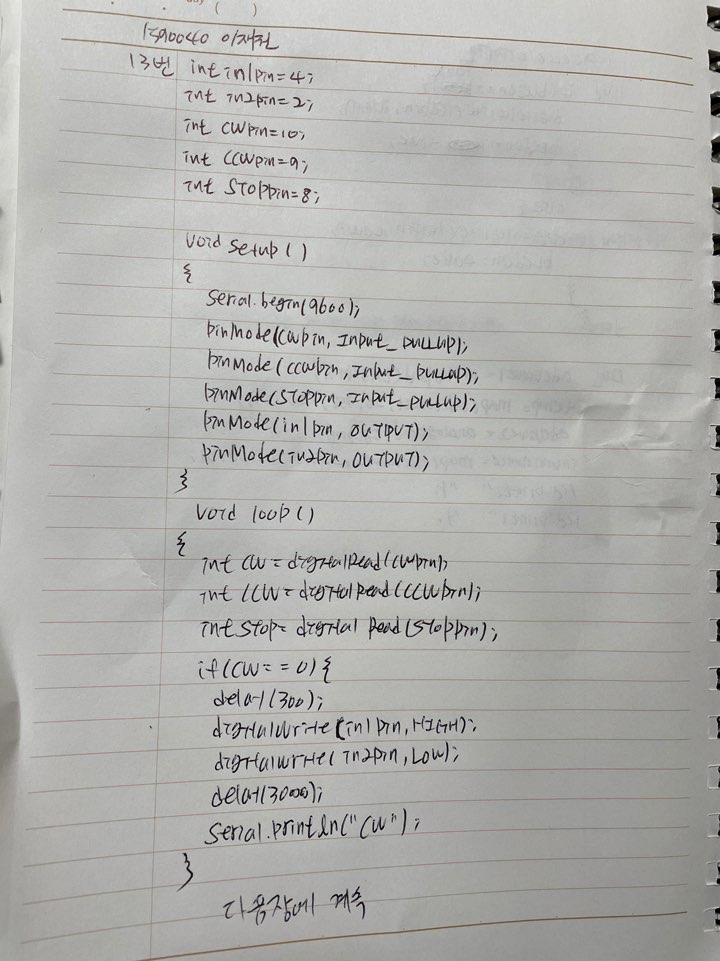 이재진
13번 int in1pin=4;
int in2pin=2;
int cwpin=10;
int ccwpin=9;
int stoppin=8;
void setup()
{
Serial.begin(9600);
pinMode(cwpin, Input_pullup);
pinMode(ccwpin, Input_pullup);
pinMode(stoppin, Input_pullup);
pinMode(in1pin, OUTPUT);
pinMode(in2pin, OUTPUT);
}
void loop()
{
int cw = digitalRead(cwpin);
int ccw = digitalRead(ccwpin);
int stop= digital Read(stoppin);
if(cw= = 0){
delay(300);
digitalwrite(in1pin,HIGH);
digitalwrite(in2pin,Low);
delay(3000);
Serial.println("cw");
}
다음장에 계속